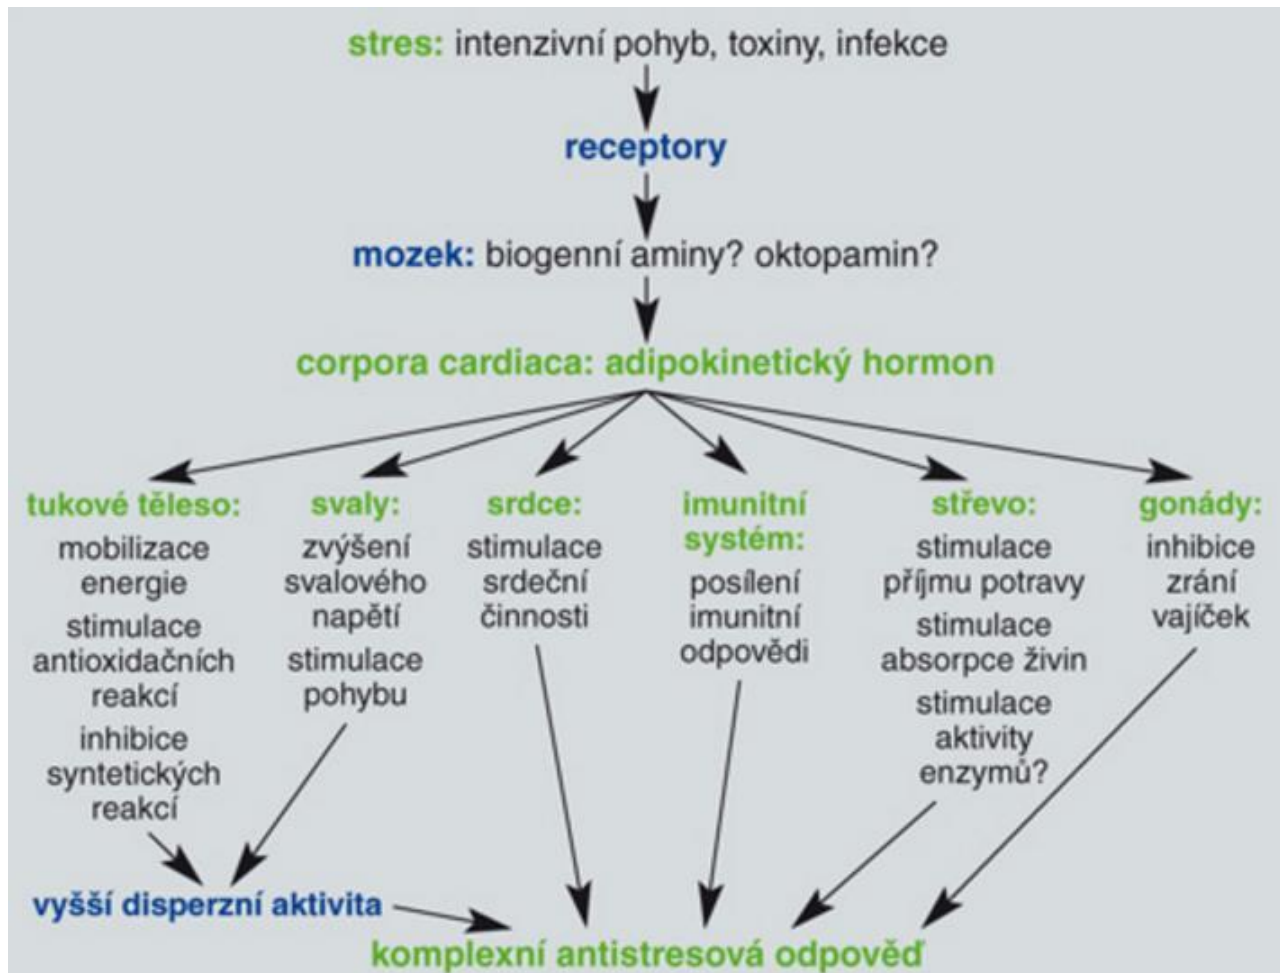 stres: intenzivní pohyb, toxiny, infekce
receptory
mozek: biogenní aminy? oktopamin?
corpora cardiaca: adipokinetický hormon
tukové těleso:
mobilizace
energie
stimulace
antioxidačních
reakcí
inhibice
syntetických
reakcí
svaly:
zvýšení
svalového
napětí
stimulace
pohybu
srdce:
stimulace
srdeční
činnosti
imunitní
systém:
posílení
imunitní
odpovědi
střevo:
stimulace
příjmu potravy
stimulace
absorpce živin
stimulace
aktivity
enzymů?
gonády:
inhibice
zrání
vajíček
vyšší disperzní aktivita
komplexní antistresová odpověď